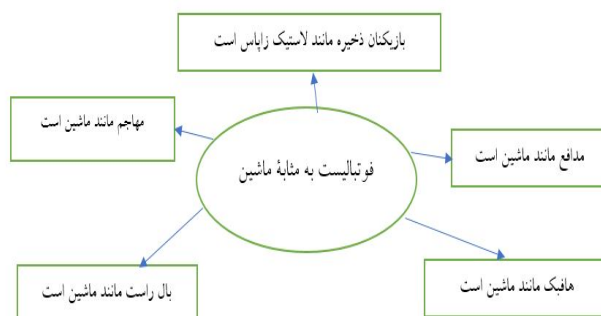 بازیکنان ذخیره مانند لاستیک زاپاس است
مهاجم مانند ماشین است
مدافع مانند ماشین است
فوتبالیست به مثابۀ ماشین
هافبک مانند ماشین است
بال راست مانند ماشین است